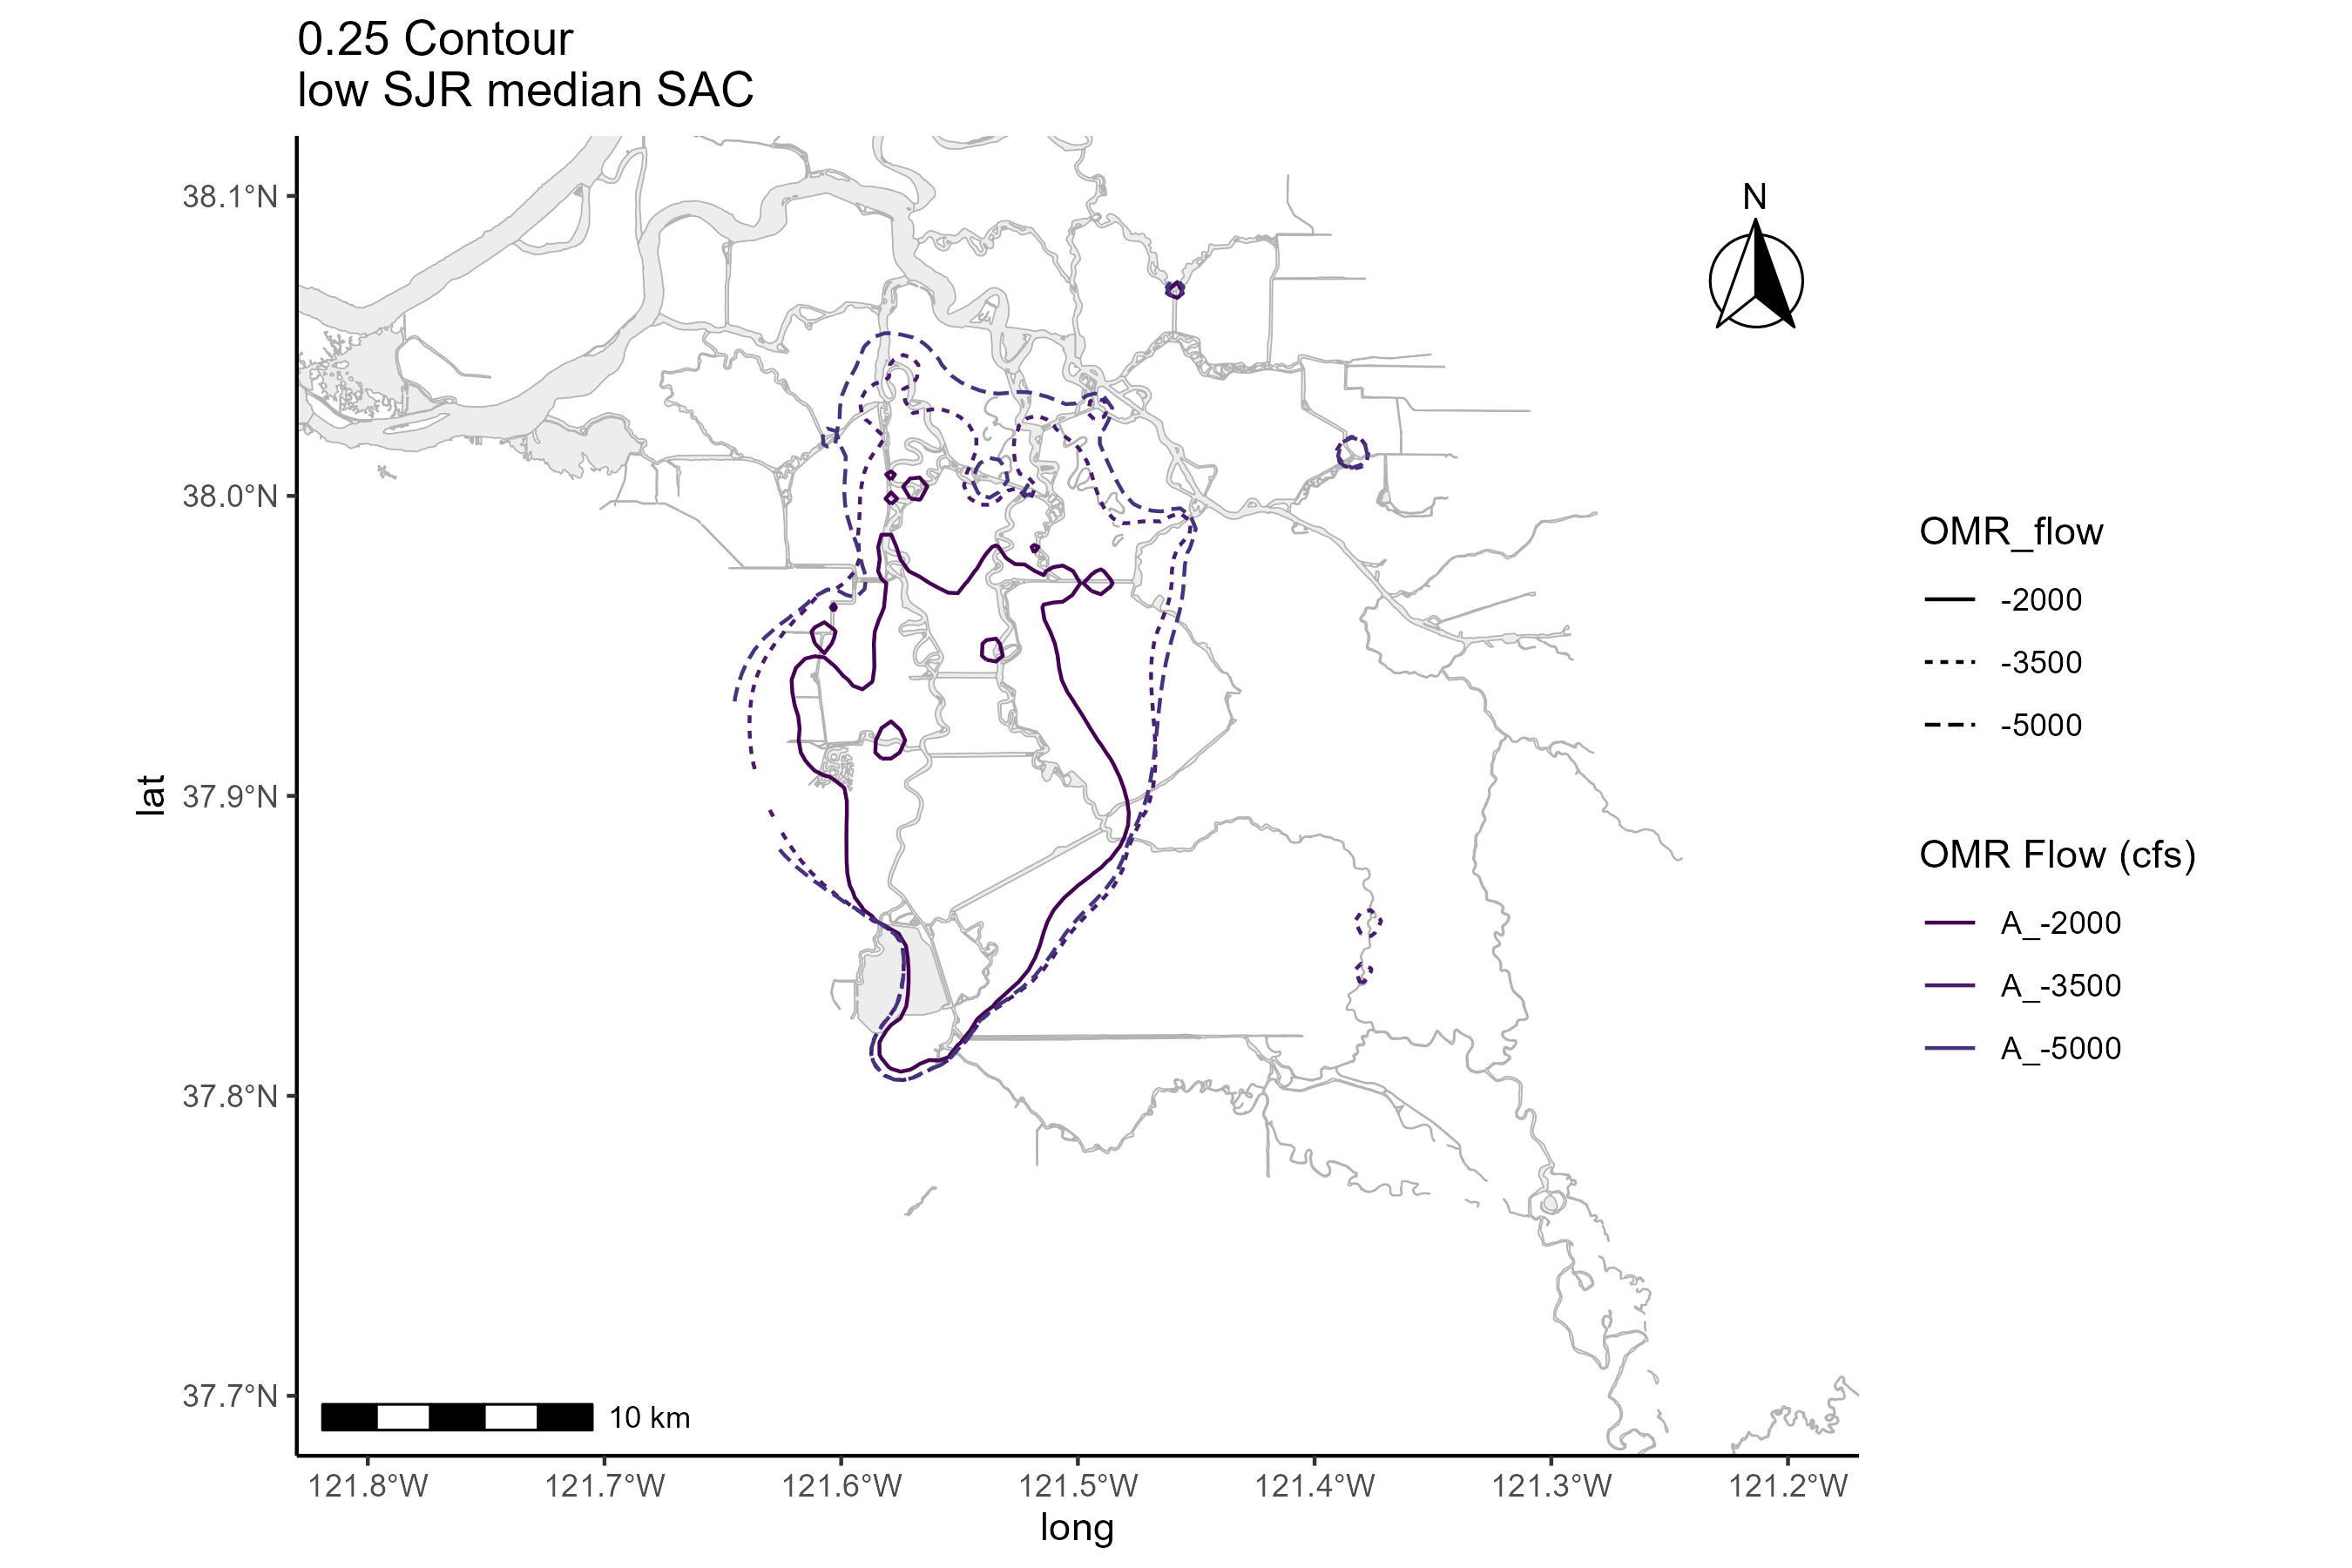 0.25 Contour
low SJR median SAC
N
38.1°N
38.0°N
37.9°N
37.8°N
37.7°N
lat
10 km
121.8°W
121.7°W
121.6°W
121.5°W
121.4°W
121.3°W
121.2°W
long
OMR_flow
-2000
-3500
-5000
OMR Flow (cfs)
A_-2000
A_-3500
A_-5000